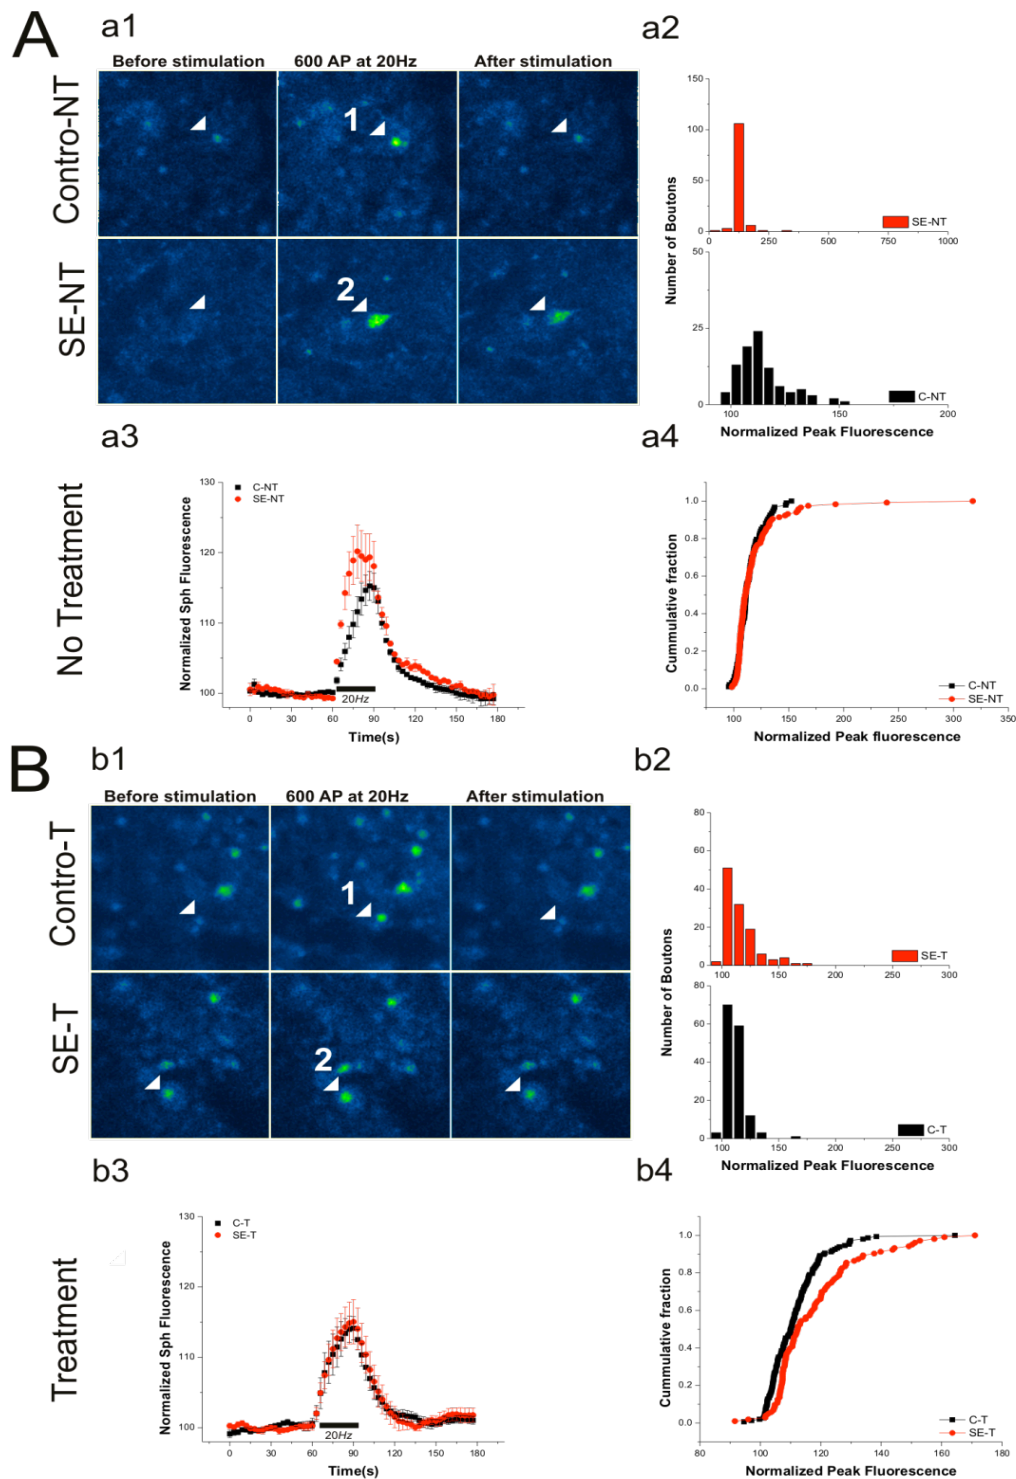 A
a1
a2
Before stimulation 600 AP at 20Hz After stimulation
Contro-NT
1
SE-NT
2
150
100
50
0
Number of Boutons
SE-NT
0 250 500 750 1000
50
25
0
C-NT
100 150 200
Normalized Peak Fluorescence
a3
a4
No Treatment
130
120
110
100
Normalized Sph Fluorescence
C-NT
SE-NT
20Hz
0 30 60 90 120 150 180
Time(s)
1.0
0.8
0.6
0.4
0.2
0.0
Cummulative fraction
C-NT
SE-NT
100 150 200 250 300 350
Normalized Peak fluorescence
B
b1
b2
Before stimulation 600 AP at 20Hz After stimulation
Contro-T
1
SE-T
2
80
60
40
20
0
Number of Boutons
SE-T
100 150 200 250 300
80
60
40
20
0
C-T
100 150 200 250 300
Normalized Peak Fluorescence
b3
b4
Treatment
130
120
110
100
Normalized Sph Fluorescence
C-T
SE-T
20Hz
0 30 60 90 120 150 180
Time(s)
1.0
0.8
0.6
0.4
0.2
0.0
Cummulative fraction
C-T
SE-T
80 100 120 140 160 180
Normalized Peak Fluorescence